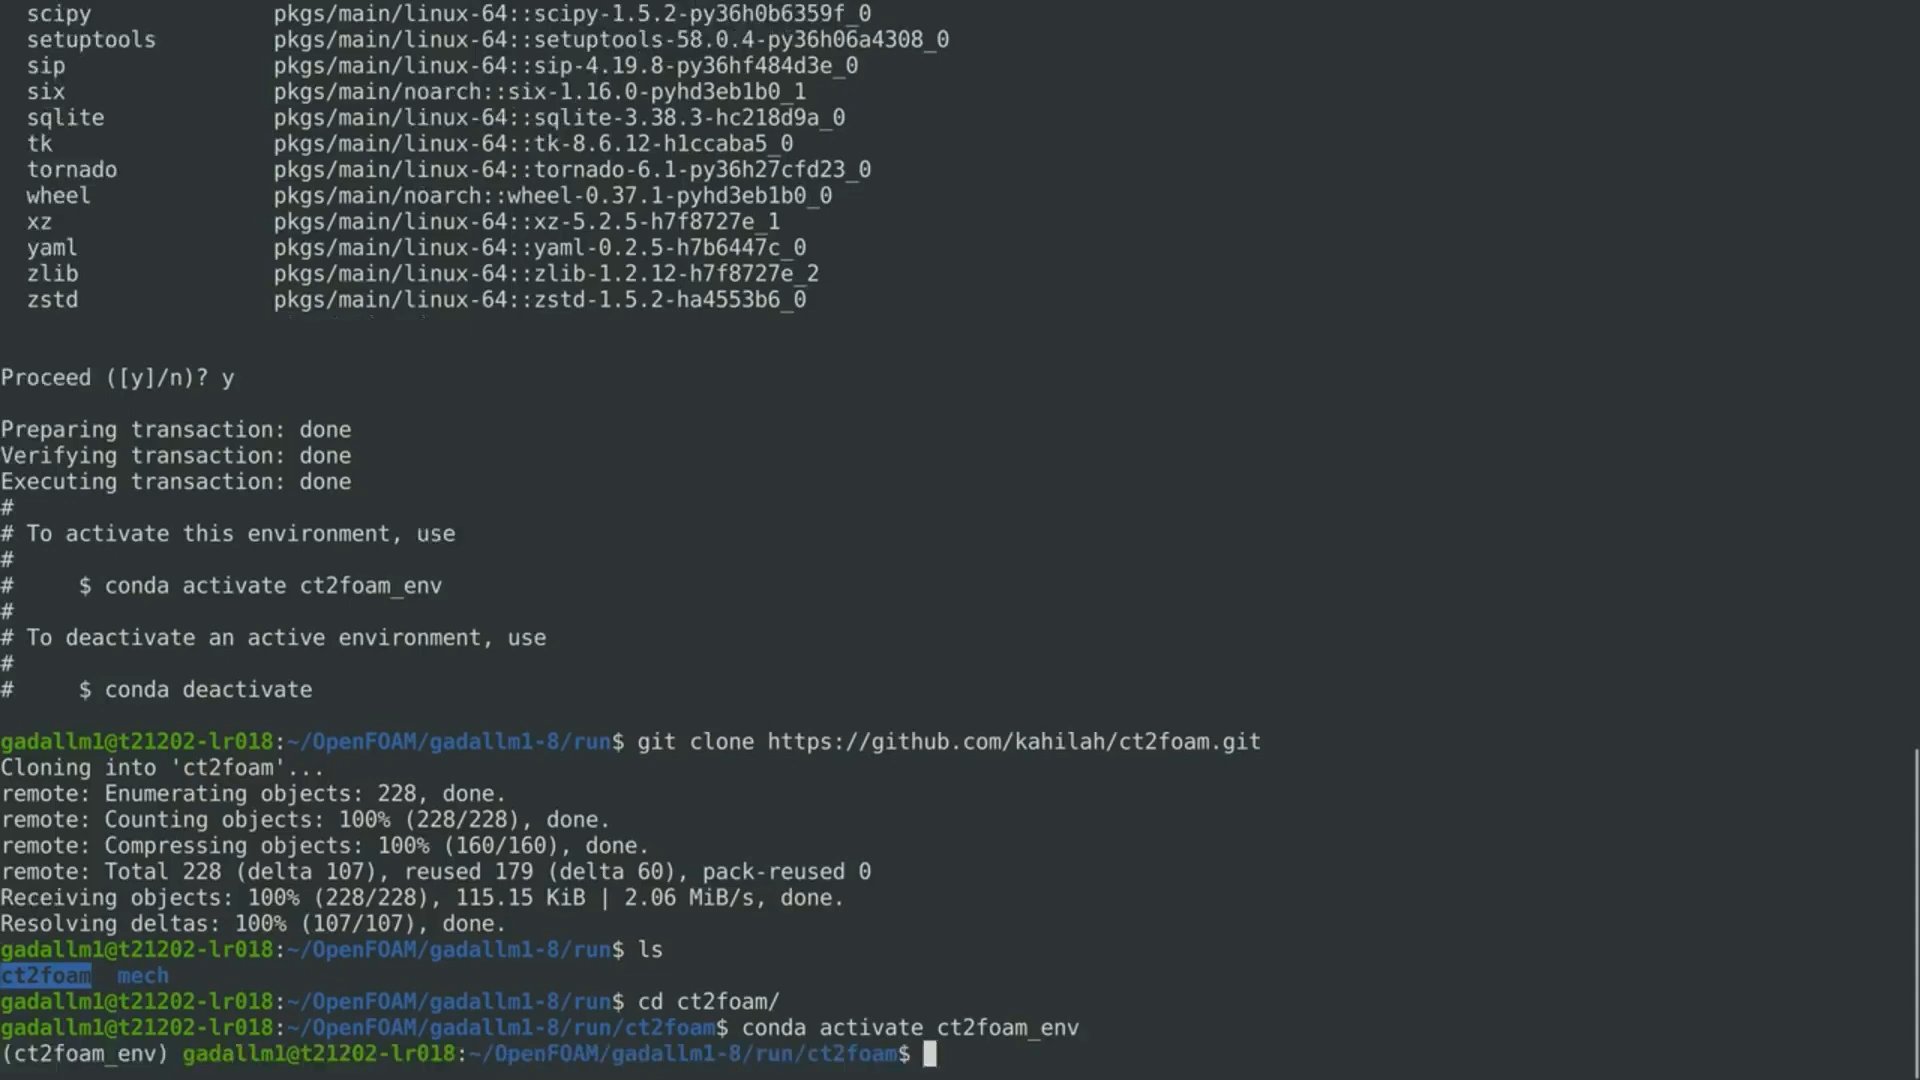 scipy pkgs/main/linux-64::scipy-1.5.2-py36h0b6359f_0
setuptools pkgs/main/linux-64::setuptools-58.0.4-py36h06a4308_0
sip pkgs/main/linux-64::sip-4.19.8-py36hf484d3e_0
six pkgs/main/noarch::six-1.16.0-pyhd3eb1b0_1
sqlite pkgs/main/linux-64::sqlite-3.38.3-hc218d9a_0
tk pkgs/main/linux-64::tk-8.6.12-h1ccaba5_0
tornado pkgs/main/linux-64::tornado-6.1-py36h27cfd23_0
wheel pkgs/main/noarch::wheel-0.37.1-pyhd3eb1b0_0
xz pkgs/main/linux-64::xz-5.2.5-h7f8727e_1
yaml pkgs/main/linux-64::yaml-0.2.5-h7b6447c_0
zlib pkgs/main/linux-64::zlib-1.2.12-h7f8727e_2
zstd pkgs/main/linux-64::zstd-1.5.2-ha4553b6_0
Proceed ([y]/n)? y
Preparing transaction: done
Verifying transaction: done
Executing transaction: done
#
# To activate this environment, use
#
# $ conda activate ct2foam_env
#
# To deactivate an active environment, use
#
# $ conda deactivate
gadallm1@t21202-lr018:~/OpenFOAM/gadallm1-8/run$ git clone https://github.com/kahilah/ct2foam.git
Cloning into 'ct2foam'...
remote: Enumerating objects: 228, done.
remote: Counting objects: 100% (228/228), done.
remote: Compressing objects: 100% (160/160), done.
remote: Total 228 (delta 107), reused 179 (delta 60), pack-reused 0
Receiving objects: 100% (228/228), 115.15 KiB | 2.06 MiB/s, done.
Resolving deltas: 100% (107/107), done.
gadallm1@t21202-lr018:~/OpenFOAM/gadallm1-8/run$ ls
ct2foam mech
gadallm1@t21202-lr018:~/OpenFOAM/gadallm1-8/run$ cd ct2foam/
gadallm1@t21202-lr018:~/OpenFOAM/gadallm1-8/run/ct2foam$ conda activate ct2foam_env
(ct2foam_env) gadallm1@t21202-lr018:~/OpenFOAM/gadallm1-8/run/ct2foam$